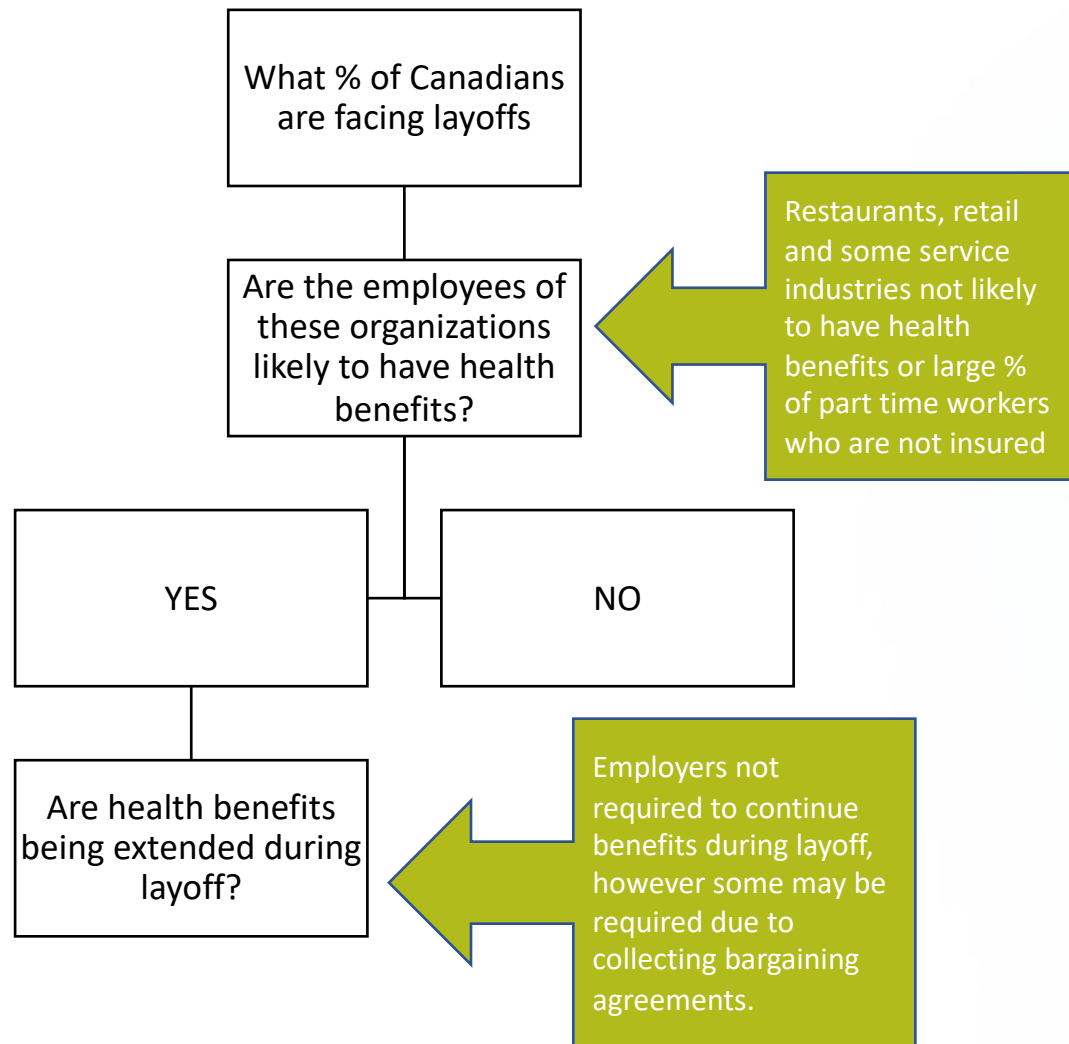 What % of Canadians
are facing layoffs
Restaurants, retail
and some service
industries not likely
to have health
benefits or large %
of part time workers
who are not insured
Are the employees of
these organizations
likely to have health
benefits?
YES
NO
Employers not
required to continue
benefits during layoff,
however some may be
required due to
collecting bargaining
agreements.
Are health benefits
being extended during
layoff?